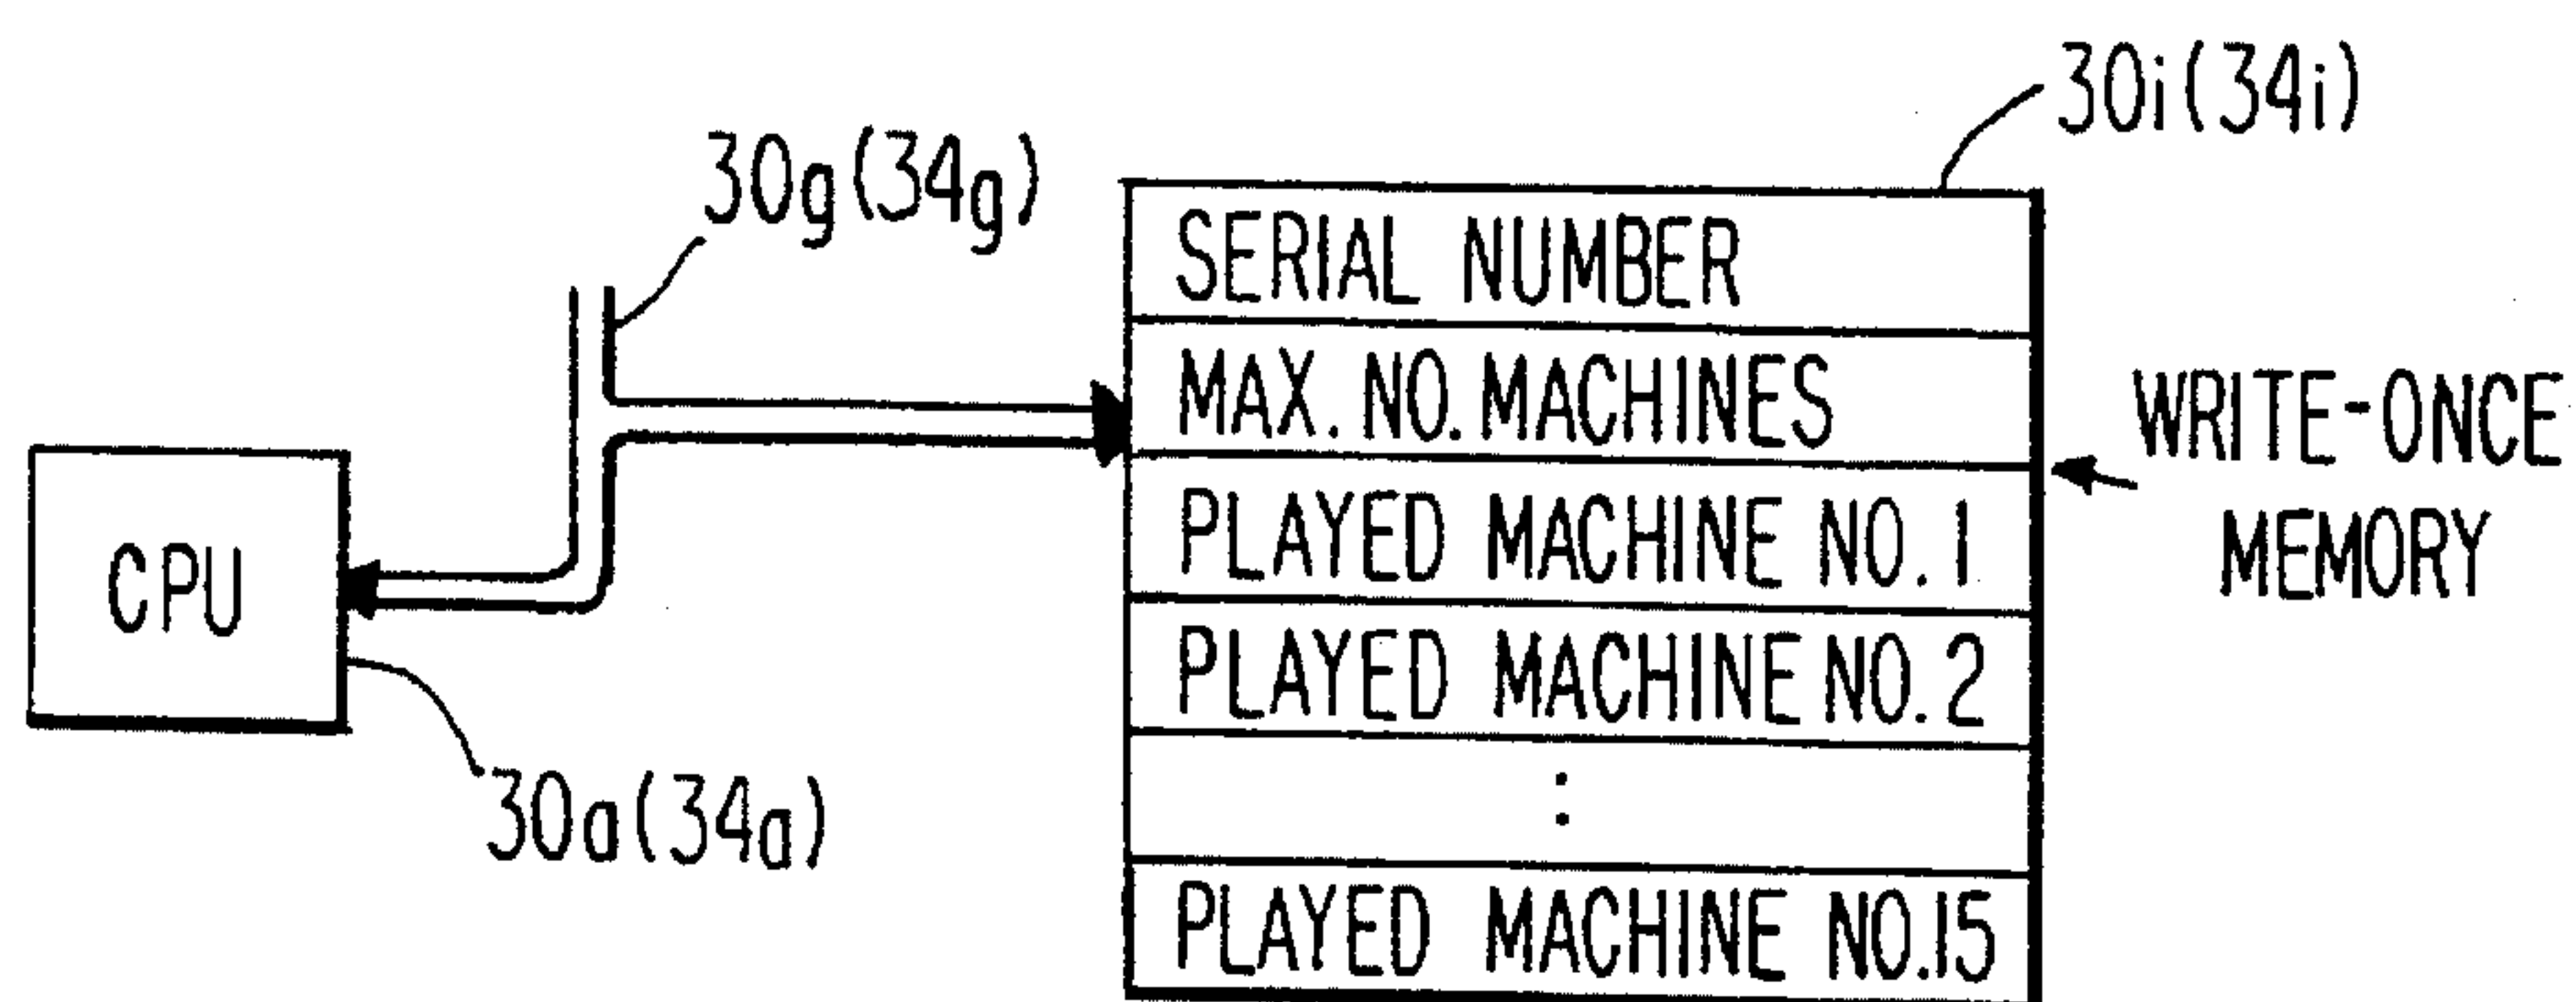 30i(34i)
30g(34g)
SERIAL NUMBER
MAX. NO. MACHINES
WRITE-ONCE
MEMORY
PLAYED MACHINE NO. 1
CPU
PLAYED MACHINE NO. 2
:
30a(34a)
PLAYED MACHINE NO.15